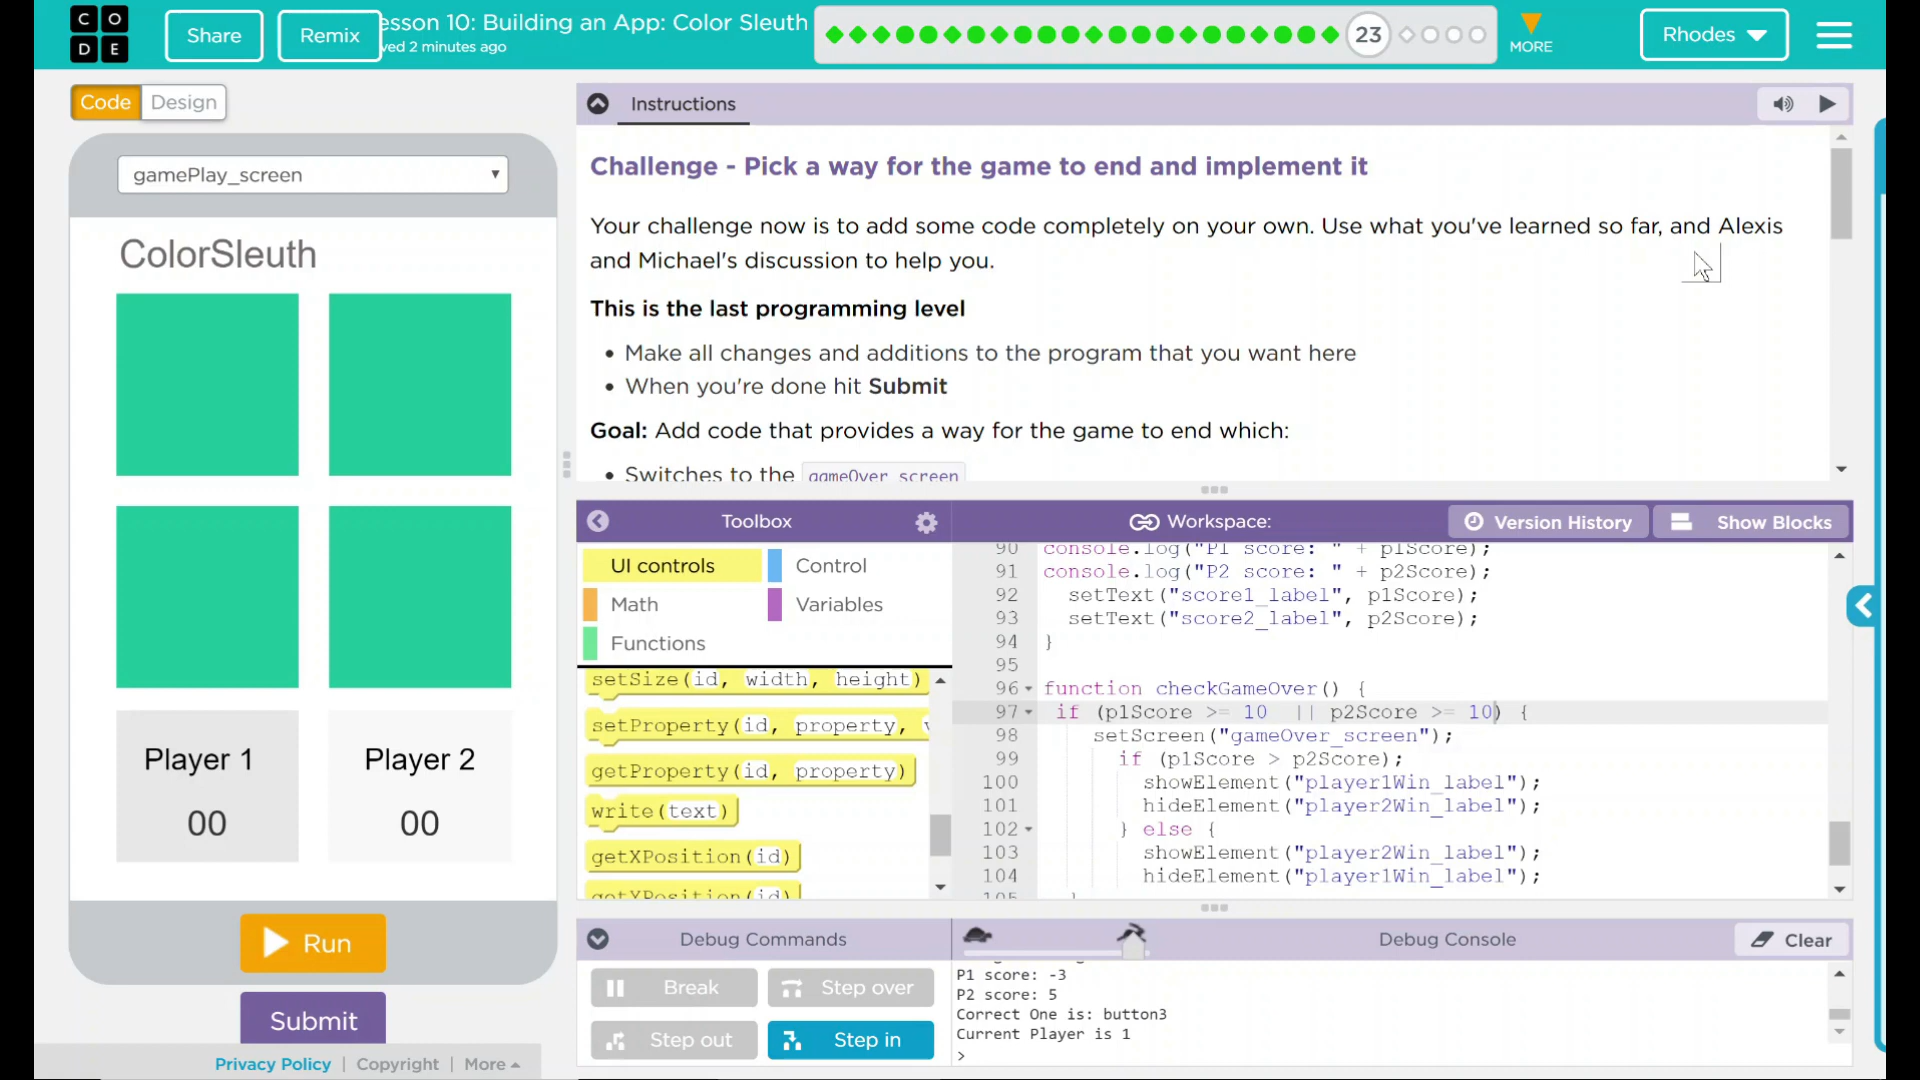 CODE
Share
Remix
esson 10: Building an App: Color Sleuth
ved 2 minutes ago
23
MORE
Rhodes
Code
Design
gamePlay_screen
ColorSleuth
Player 1
00
Player 2
00
Run
Submit
Privacy Policy | Copyright | More
Instructions
Challenge - Pick a way for the game to end and implement it
Your challenge now is to add some code completely on your own. Use what you've learned so far, and Alexis
and Michael's discussion to help you.
This is the last programming level
• Make all changes and additions to the program that you want here
• When you're done hit Submit
Goal: Add code that provides a way for the game to end which:
• Switches to the gameOver_screen
Toolbox
Workspace:
Version History
Show Blocks
UI controls
Control
Math
Variables
Functions
setSize(id, width, height)
setProperty(id, property, v
getProperty(id, property)
write(text)
getXPosition(id)
getYPosition(id)
90 console.log("P1 score: " + p1Score);
91 console.log("P2 score: " + p2Score);
92 setText("score1_label", p1Score);
93 setText("score2_label", p2Score);
94 }
95
96 function checkGameOver() {
97 if (p1Score >= 10 || p2Score >= 10) {
98 setScreen("gameOver_screen");
99 if (p1Score > p2Score);
100 showElement("player1Win_label");
101 hideElement("player2Win_label");
102 } else {
103 showElement("player2Win_label");
104 hideElement("player1Win_label");
105 }
Debug Commands
Break
Step over
Step out
Step in
Debug Console
Clear
P1 score: -3
P2 score: 5
Correct One is: button3
Current Player is 1
>